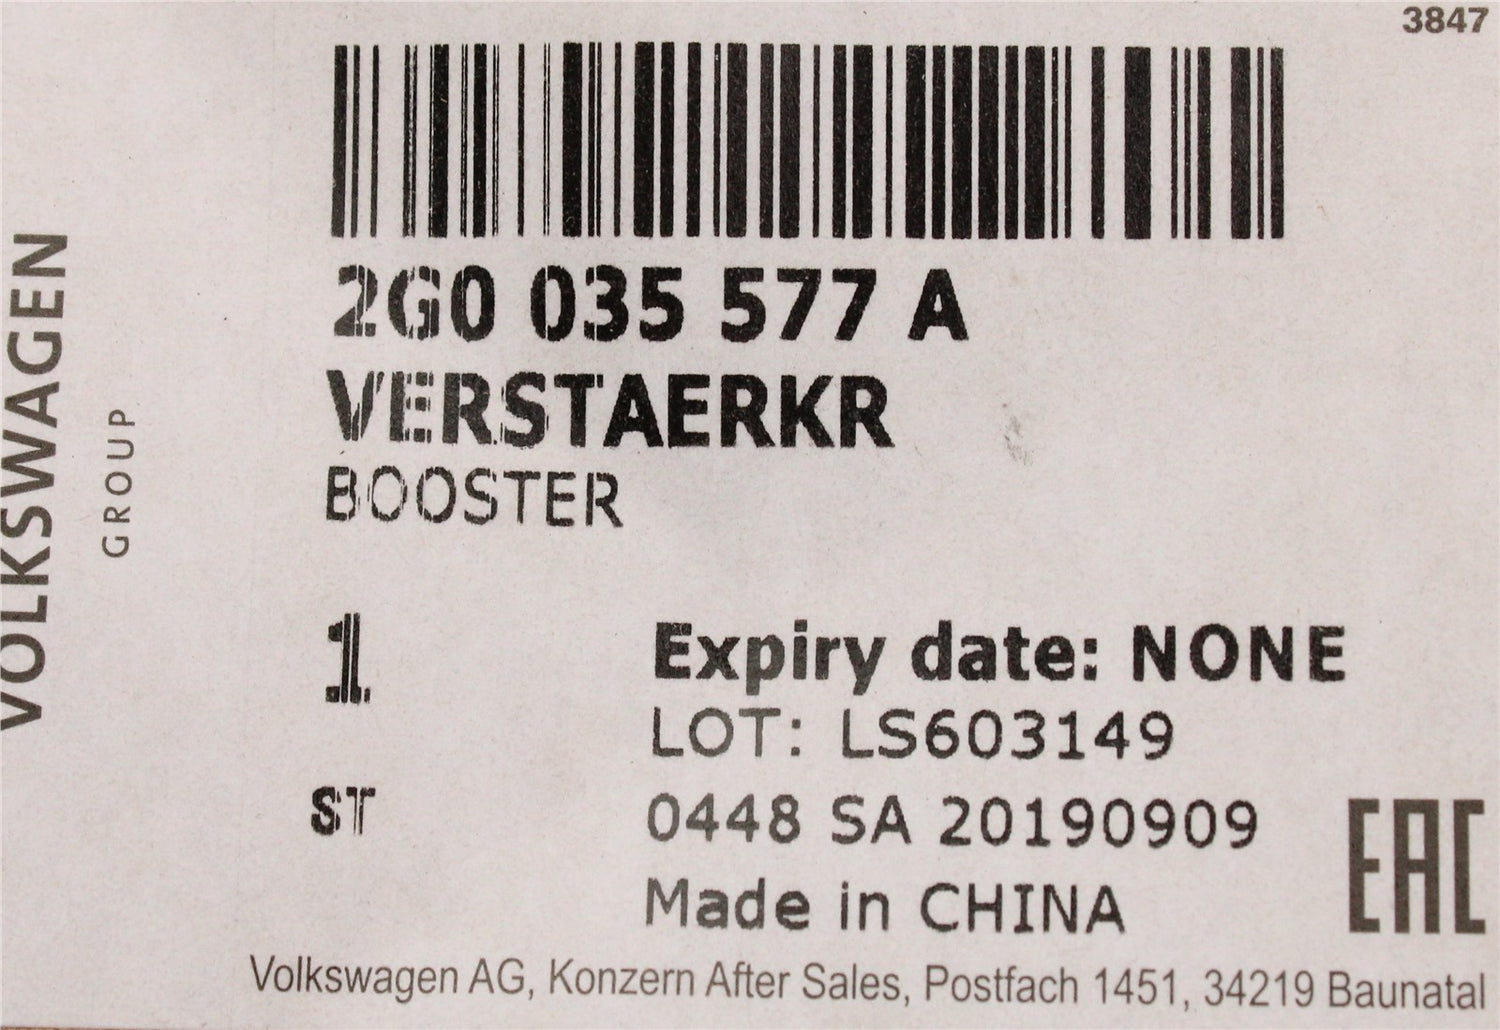 3847
VOLKSWAGEN
GROUP
2G0 035 577 A
VERSTAERKR
BOOSTER
1
Expiry date: NONE
LOT: LS603149
ST
0448 SA 20190909
EAC
Made in CHINA
Volkswagen AG, Konzern After Sales, Postfach 1451, 34219 Baunatal